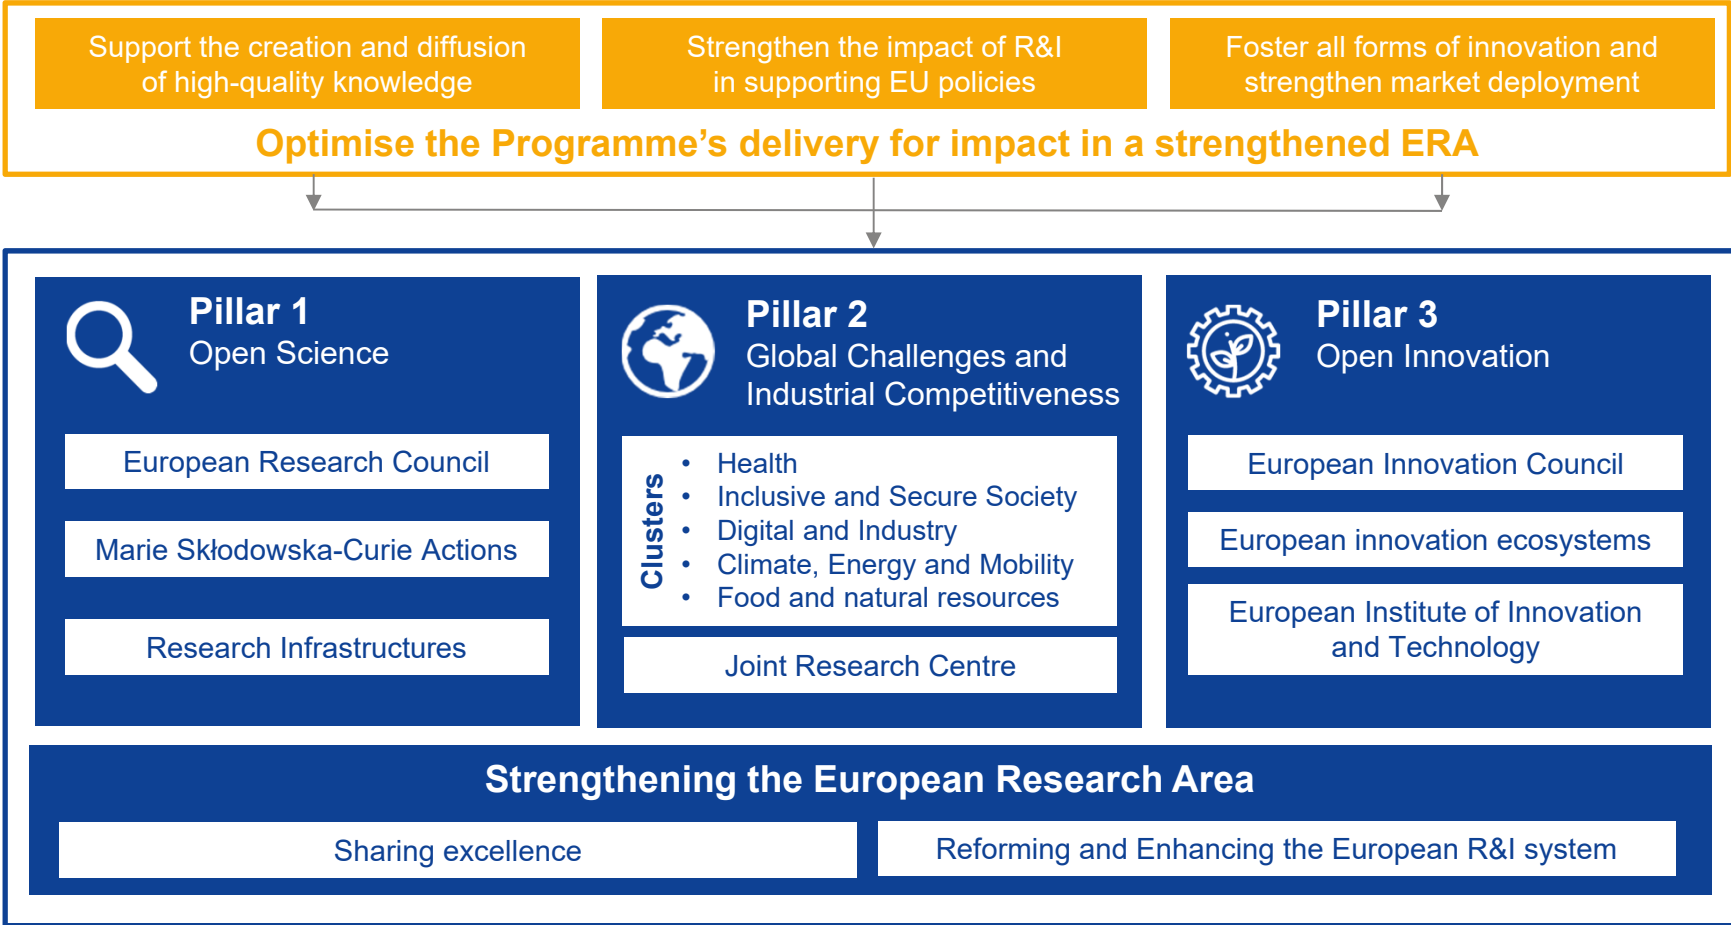 Support the creation and diffusion
of high-quality knowledge
Strengthen the impact of R&I
in supporting EU policies
Foster all forms of innovation and
strengthen market deployment
Optimise the Programme’s delivery for impact in a strengthened ERA
Pillar 1
Open Science
European Research Council
Marie Skłodowska-Curie Actions
Research Infrastructures
Pillar 2
Global Challenges and
Industrial Competitiveness
Clusters
• Health
• Inclusive and Secure Society
• Digital and Industry
• Climate, Energy and Mobility
• Food and natural resources
Joint Research Centre
Pillar 3
Open Innovation
European Innovation Council
European innovation ecosystems
European Institute of Innovation
and Technology
Strengthening the European Research Area
Sharing excellence
Reforming and Enhancing the European R&I system